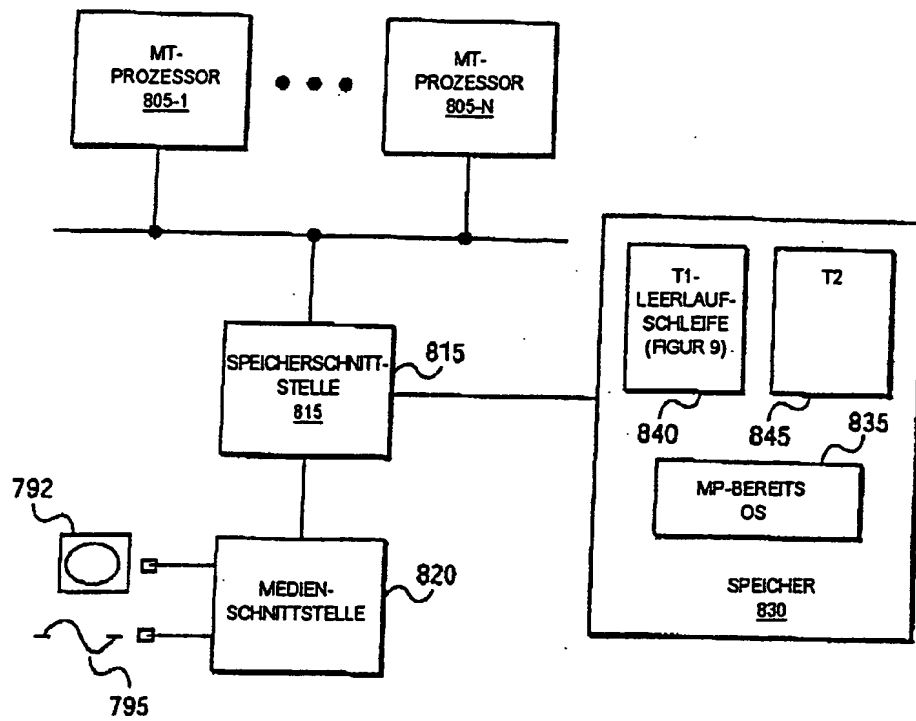 MT-
PROZESSOR
805-1
MT-
PROZESSOR
805-N
T1-
LEERLAUF-
SCHLEIFE
(FIGUR 9)
T2
840
845
835
MP-BEREITS
OS
SPEICHER
830
SPEICHERSCHNITT-
STELLE
815
815
792
795
MEDIEN-
SCHNITTSTELLE
820